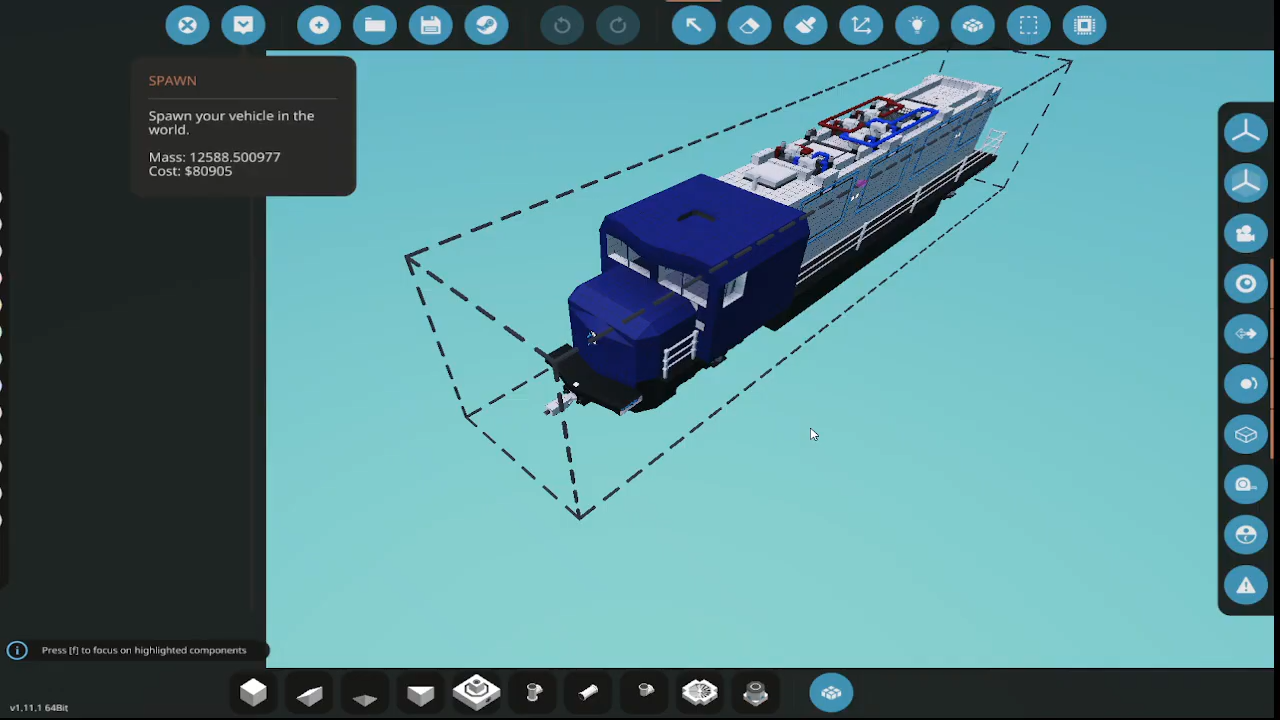 SPAWN
Spawn your vehicle in the
world.
Mass: 12588.500977
Cost: $80905
Press [f] to focus on highlighted components
v1,11,1 64Bit